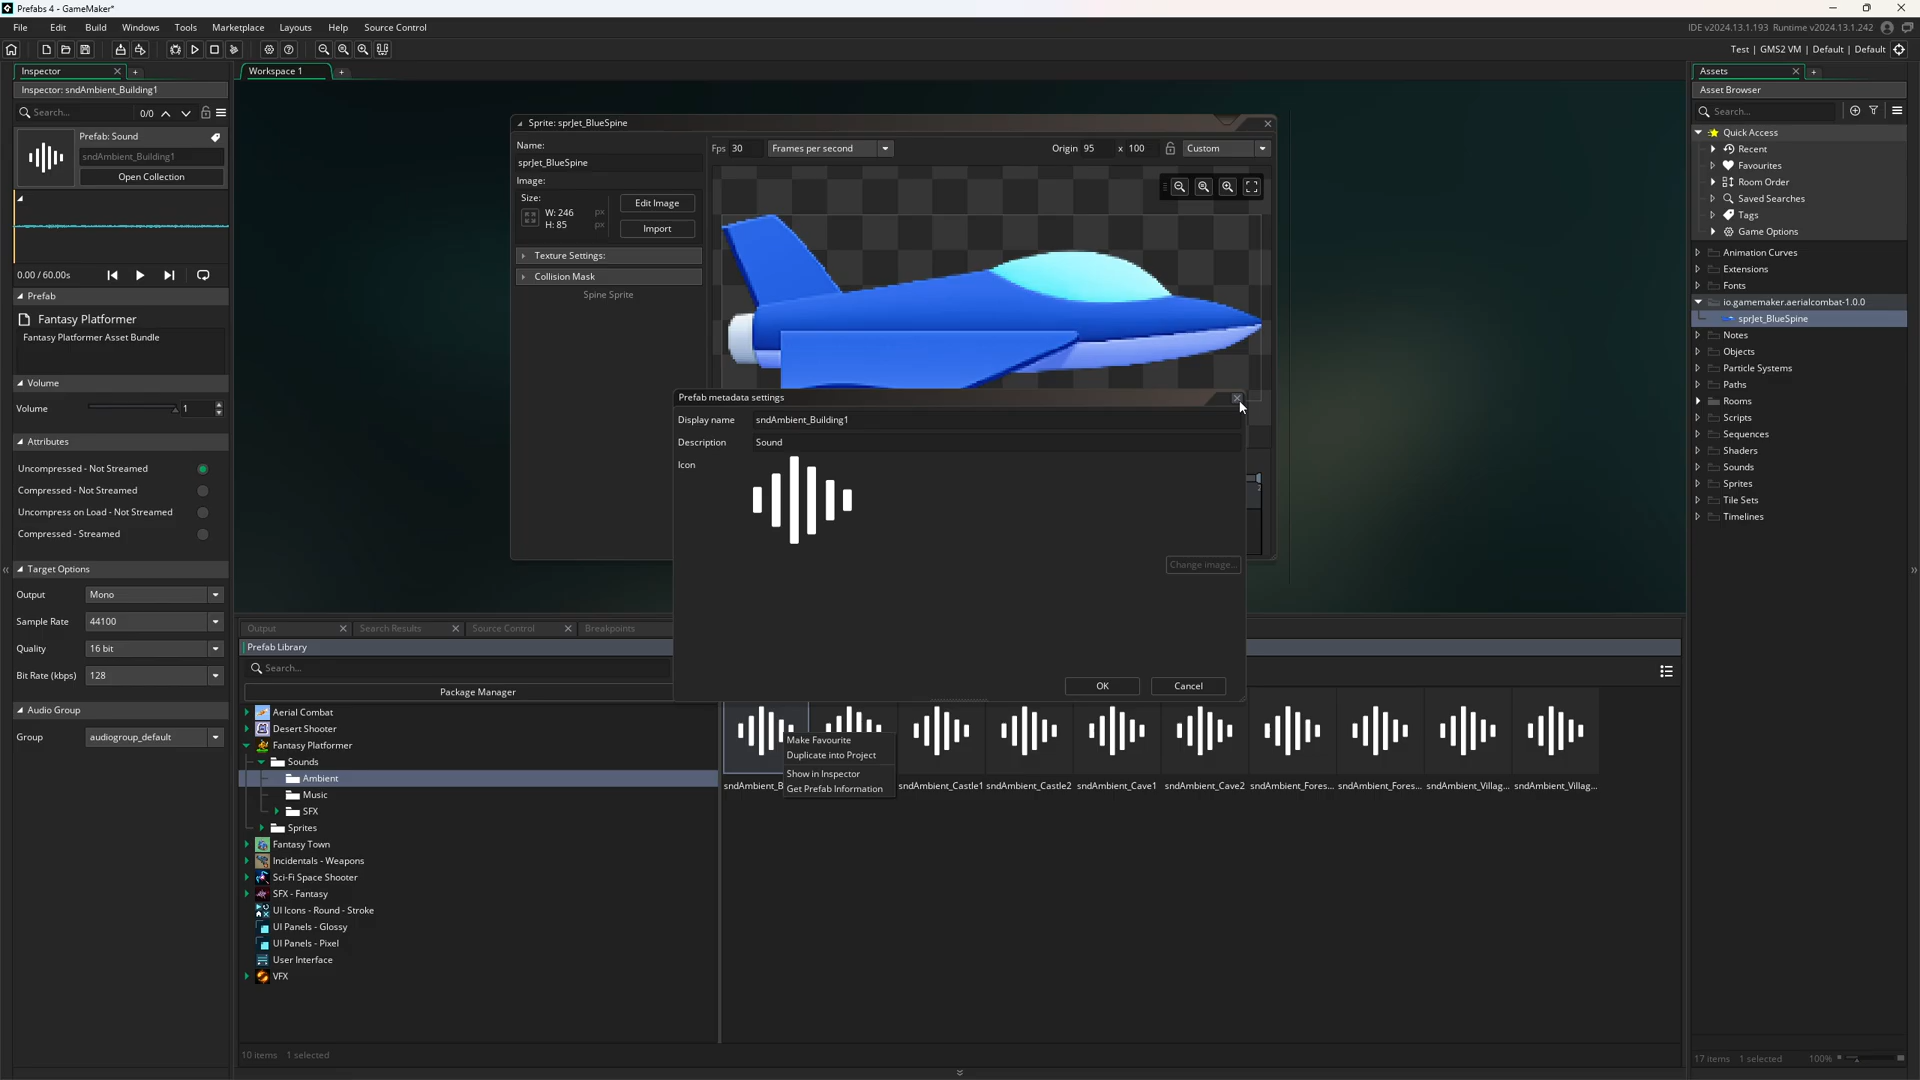 Prefabs 4 - GameMaker*
File Edit Build Windows Tools Marketplace Layouts Help Source Control
IDE v2024.13.1.193 Runtime v2024.13.1.242
Test | GMS2 VM | Default | Default
Inspector
Inspector: sndAmbient_Building1
Search... 0/0
Prefab: Sound
sndAmbient_Building1
Open Collection
0.00 / 60.00s
Prefab
Fantasy Platformer
Fantasy Platformer Asset Bundle
Volume
Volume 1
Attributes
Uncompressed - Not Streamed
Compressed - Not Streamed
Uncompress on Load - Not Streamed
Compressed - Streamed
Target Options
Output Mono
Sample Rate 44100
Quality 16 bit
Bit Rate (kbps) 128
Audio Group
Group audiogroup_default
Workspace 1
Sprite: sprJet_BlueSpine
Name:
sprJet_BlueSpine
Image:
Size:
W: 246 px
H: 85 px
Edit Image
Import
Texture Settings:
Collision Mask
Spine Sprite
Fps 30 Frames per second Origin 95 x 100 Custom
Prefab metadata settings
Display name sndAmbient_Building1
Description Sound
Icon
Change image...
OK Cancel
Output Search Results Source Control Breakpoints
Prefab Library
Search...
Package Manager
Aerial Combat
Desert Shooter
Fantasy Platformer
Sounds
Ambient
Music
SFX
Sprites
Fantasy Town
Incidentals - Weapons
Sci-Fi Space Shooter
SFX - Fantasy
UI Icons - Round - Stroke
UI Panels - Glossy
UI Panels - Pixel
User Interface
VFX
10 items 1 selected
Make Favourite
Duplicate into Project
Show in Inspector
Get Prefab Information
sndAmbient_B sndAmbient_Castle1 sndAmbient_Castle2 sndAmbient_Cave1 sndAmbient_Cave2 sndAmbient_Fores... sndAmbient_Fores... sndAmbient_Villag... sndAmbient_Villag...
Assets
Asset Browser
Search...
Quick Access
Recent
Favourites
Room Order
Saved Searches
Tags
Game Options
Animation Curves
Extensions
Fonts
io.gamemaker.aerialcombat-1.0.0
sprJet_BlueSpine
Notes
Objects
Particle Systems
Paths
Rooms
Scripts
Sequences
Shaders
Sounds
Sprites
Tile Sets
Timelines
17 items 1 selected 100%